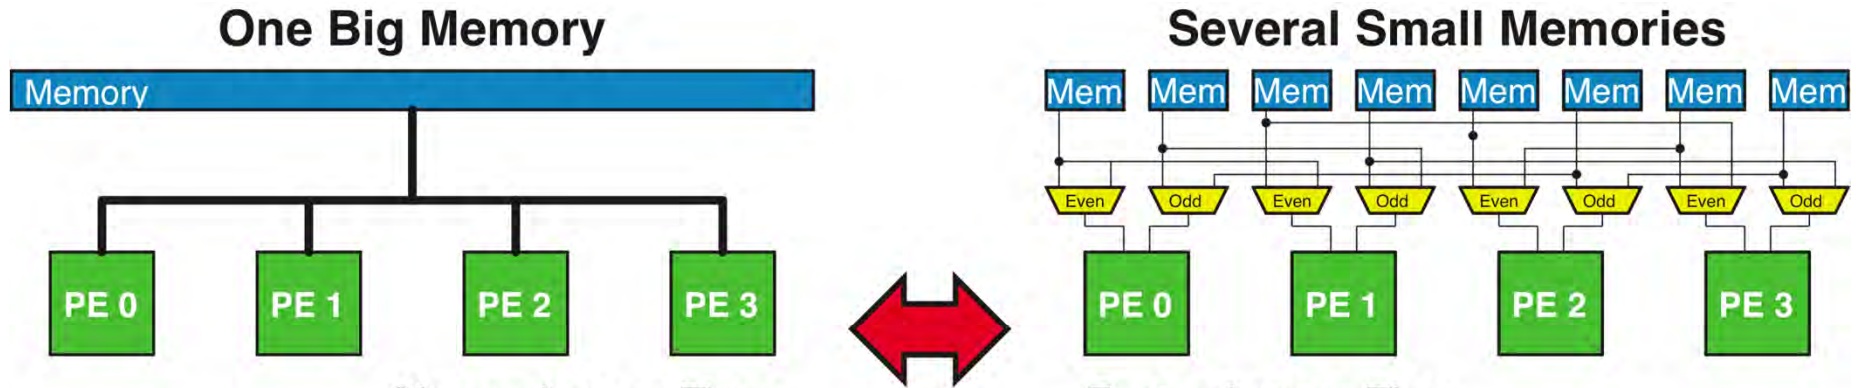 One Big Memory
Several Small Memories
Memory
Mem Mem Mem Mem Mem Mem Mem Mem
Even Odd Even Odd Even Odd Even Odd
PE 0 PE 1 PE 2 PE 3
PE 0 PE 1 PE 2 PE 3